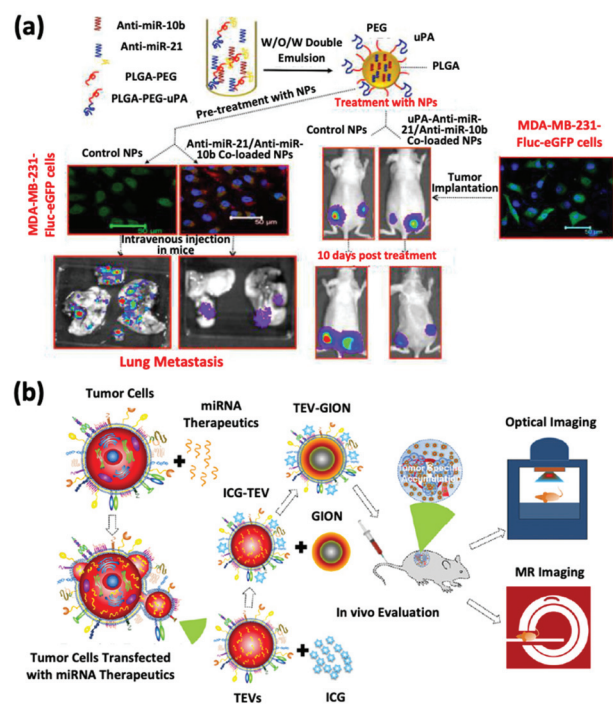 (a)
Anti-miR-10b
Anti-miR-21
PLGA-PEG
PLGA-PEG-uPA
W/O/W Double
Emulsion
PEG
uPA
PLGA
Pre-treatment with NPs
Treatment with NPs
Control NPs
Anti-miR-21/Anti-miR-
10b Co-loaded NPs
Control NPs
uPA-Anti-miR-
21/Anti-miR-10b
Co-loaded NPs
MDA-MB-231-
Fluc-eGFP cells
MDA-MB-231-
Fluc-eGFP cells
50 µm
50 µm
50 µm
Tumor
Implantation
Intravenous injection
in mice
10 days post treatment
Lung Metastasis
(b)
Tumor Cells
miRNA
Therapeutics
TEV-GION
Tumor Specific
Accumulation
Optical Imaging
ICG-TEV
GION
MR Imaging
In vivo Evaluation
Tumor Cells Transfected
with miRNA Therapeutics
TEVs
ICG